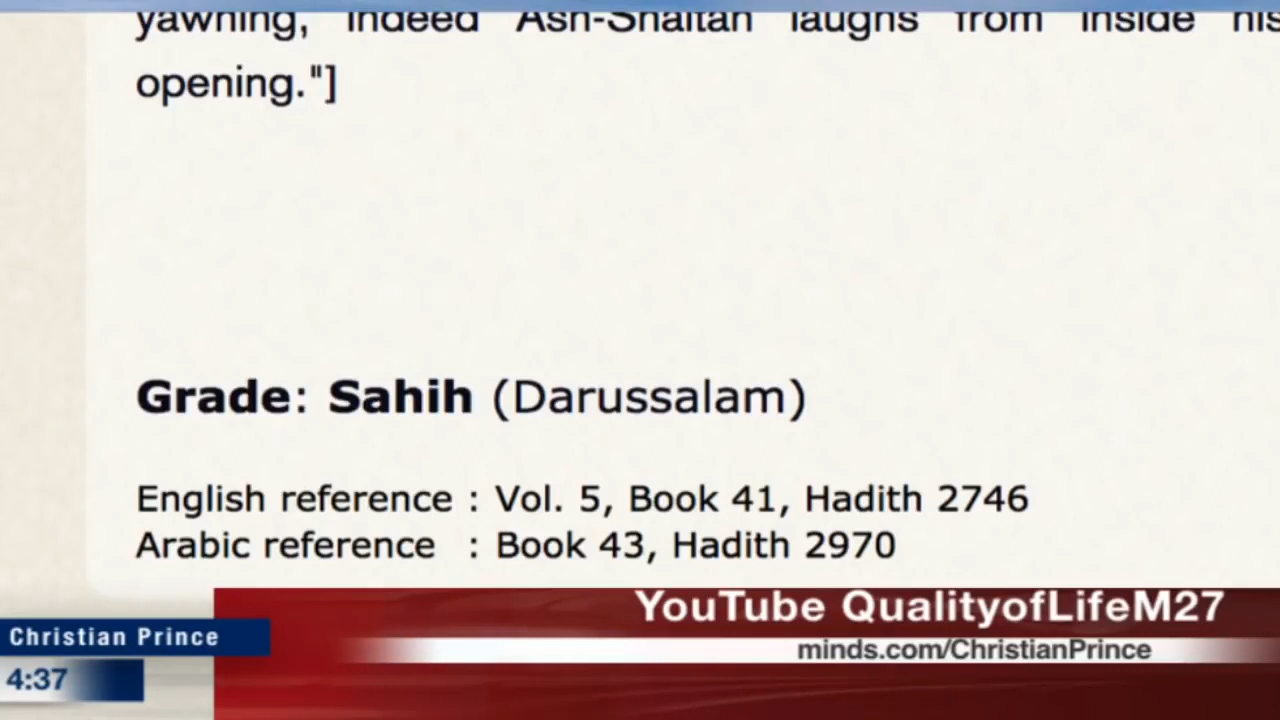 yawning, indeed Ash-Shaitan laughs from inside his
opening."]
Grade: Sahih (Darussalam)
English reference : Vol. 5, Book 41, Hadith 2746
Arabic reference : Book 43, Hadith 2970
YouTube QualityofLifeM27
Christian Prince
minds.com/ChristianPrince
4:37